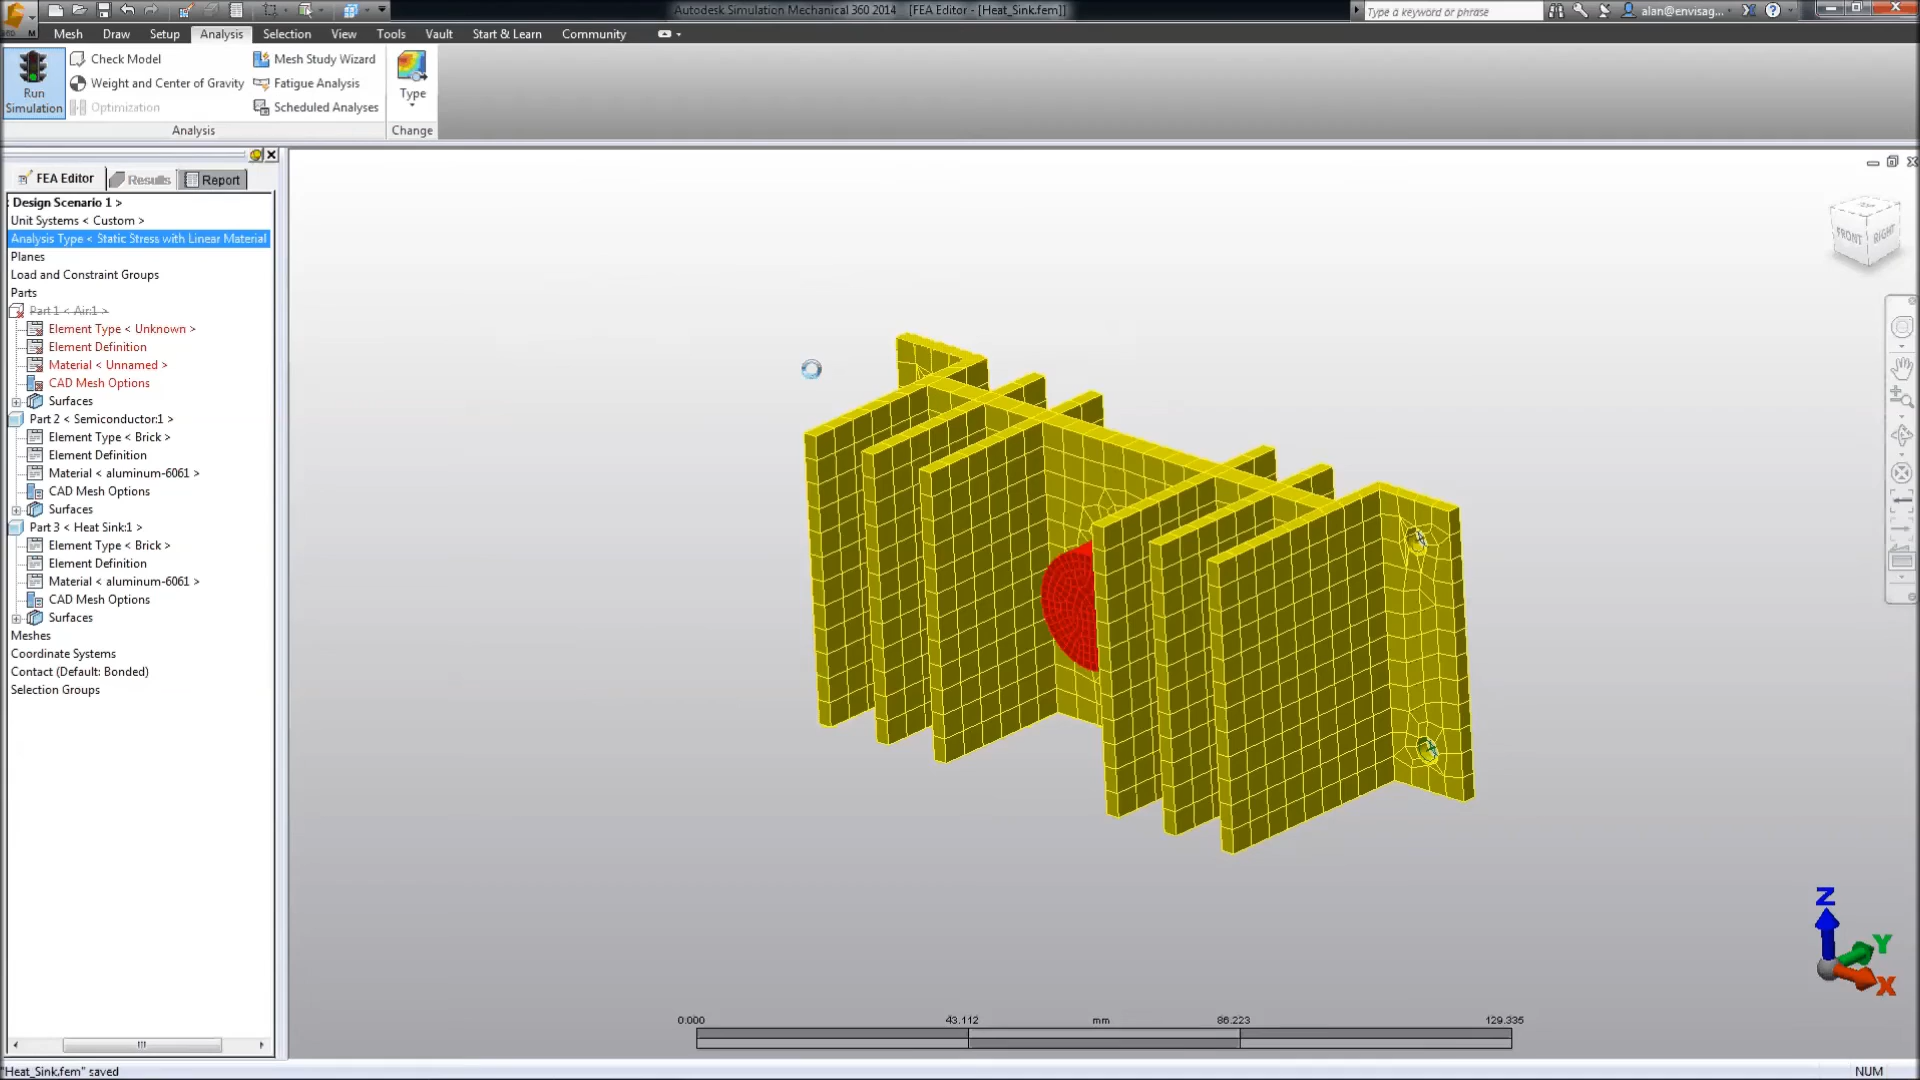 Autodesk Simulation Mechanical 360 2014 [FEA Editor - [Heat_Sink.fem]]
Type a keyword or phrase
alan@envisag...
Mesh Draw Setup Analysis Selection View Tools Vault Start & Learn Community
Run Simulation
Check Model
Weight and Center of Gravity
Optimization
Mesh Study Wizard
Fatigue Analysis
Scheduled Analyses
Type
Analysis
Change
FEA Editor Results Report
Design Scenario 1 >
Unit Systems < Custom >
Analysis Type < Static Stress with Linear Material
Planes
Load and Constraint Groups
Parts
Part 1 < Air:1 >
Element Type < Unknown >
Element Definition
Material < Unnamed >
CAD Mesh Options
Surfaces
Part 2 < Semiconductor:1 >
Element Type < Brick >
Element Definition
Material < aluminum-6061 >
CAD Mesh Options
Surfaces
Part 3 < Heat Sink:1 >
Element Type < Brick >
Element Definition
Material < aluminum-6061 >
CAD Mesh Options
Surfaces
Meshes
Coordinate Systems
Contact (Default: Bonded)
Selection Groups
FRONT RIGHT
Z
Y
X
0.000 43.112 mm 86.223 129.335
"Heat_Sink.fem" saved
NUM